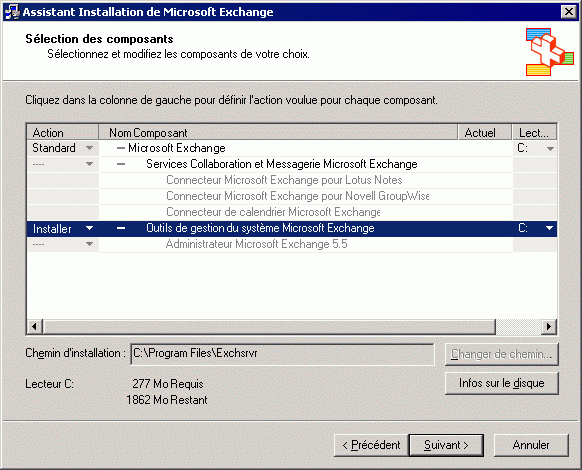 Assistant Installation de Microsoft Exchange
Sélection des composants
Sélectionnez et modifiez les composants de votre choix.
Cliquez dans la colonne de gauche pour définir l'action voulue pour chaque composant.
Action Nom Composant Actuel Lect...
Standard Microsoft Exchange C:
---- Services Collaboration et Messagerie Microsoft Exchange
Connecteur Microsoft Exchange pour Lotus Notes
Connecteur Microsoft Exchange pour Novell GroupWise
Connecteur de calendrier Microsoft Exchange
Installer Outils de gestion du système Microsoft Exchange C:
---- Administrateur Microsoft Exchange 5.5
Chemin d'installation : C:\Program Files\Exchsrvr Changer de chemin...
Lecteur C: 277 Mo Requis Infos sur le disque
1862 Mo Restant
< Précédent Suivant > Annuler